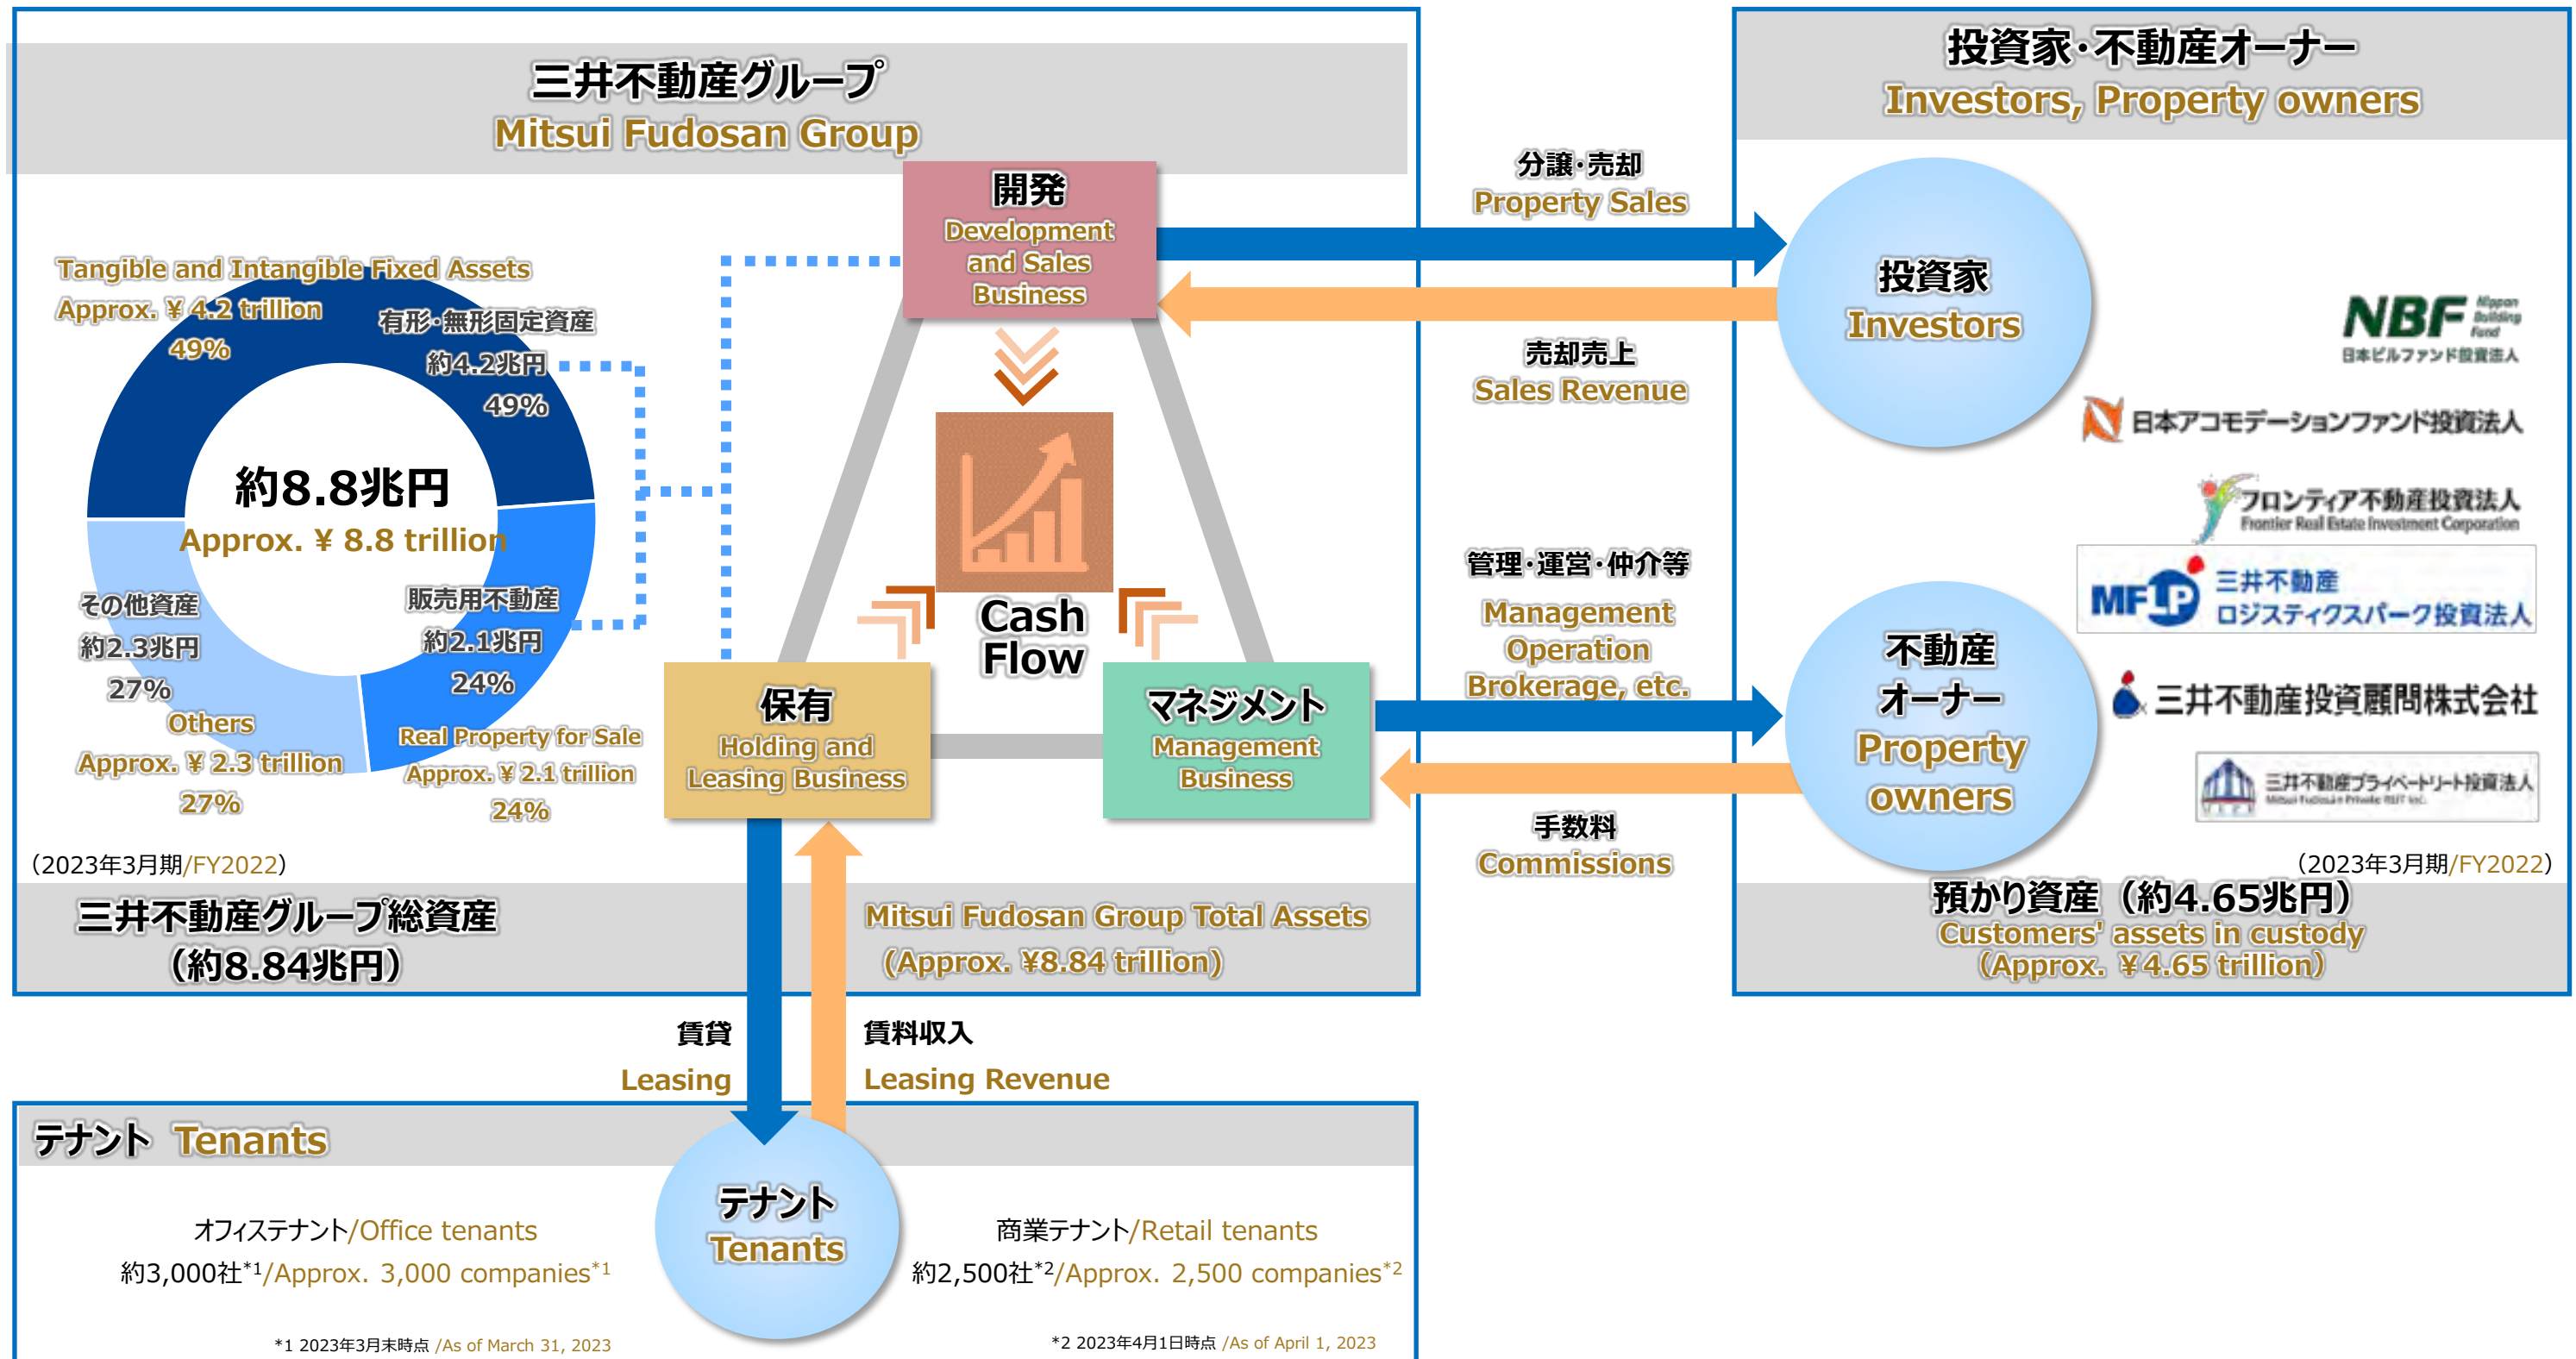 三井不動産グループ
Mitsui Fudosan Group
Tangible and Intangible Fixed Assets
Approx. ¥ 4.2 trillion
49%
有形・無形固定資産
約4.2兆円
49%
約8.8兆円
Approx. ¥ 8.8 trillion
その他資産
約2.3兆円
27%
Others
Approx. ¥ 2.3 trillion
27%
販売用不動産
約2.1兆円
24%
Real Property for Sale
Approx. ¥ 2.1 trillion
24%
(2023年3月期/FY2022)
開発
Development
and Sales
Business
Cash
Flow
保有
Holding and
Leasing Business
マネジメント
Management
Business
三井不動産グループ総資産
(約8.84兆円)
Mitsui Fudosan Group Total Assets
(Approx. ¥8.84 trillion)
分譲・売却
Property Sales
売却売上
Sales Revenue
管理・運営・仲介等
Management
Operation
Brokerage, etc.
手数料
Commissions
投資家・不動産オーナー
Investors, Property owners
投資家
Investors
不動産
オーナー
Property
owners
NBF Nippon Building Fund
日本ビルファンド投資法人
日本アコモデーションファンド投資法人
フロンティア不動産投資法人
Frontier Real Estate Investment Corporation
MFLP 三井不動産
ロジスティクスパーク投資法人
三井不動産投資顧問株式会社
三井不動産プライベートリート投資法人
Mitsui Fudosan Private REIT Inc.
(2023年3月期/FY2022)
預かり資産(約4.65兆円)
Customers' assets in custody
(Approx. ¥4.65 trillion)
賃貸
Leasing
賃料収入
Leasing Revenue
テナント Tenants
テナント
Tenants
オフィステナント/Office tenants
約3,000社*1/Approx. 3,000 companies*1
*1 2023年3月末時点 /As of March 31, 2023
商業テナント/Retail tenants
約2,500社*2/Approx. 2,500 companies*2
*2 2023年4月1日時点 /As of April 1, 2023